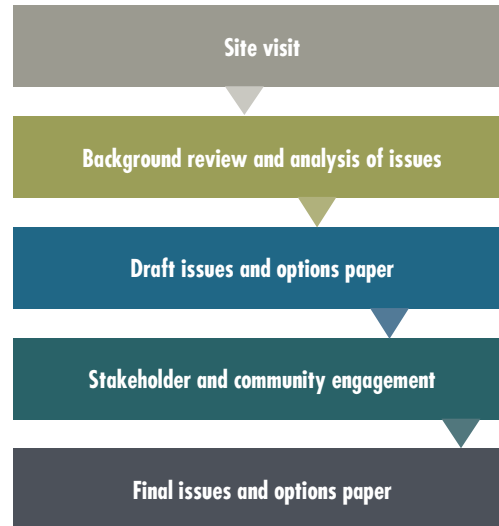 Site visit
Background review and analysis of issues
Draft issues and options paper
Stakeholder and community engagement
Final issues and options paper